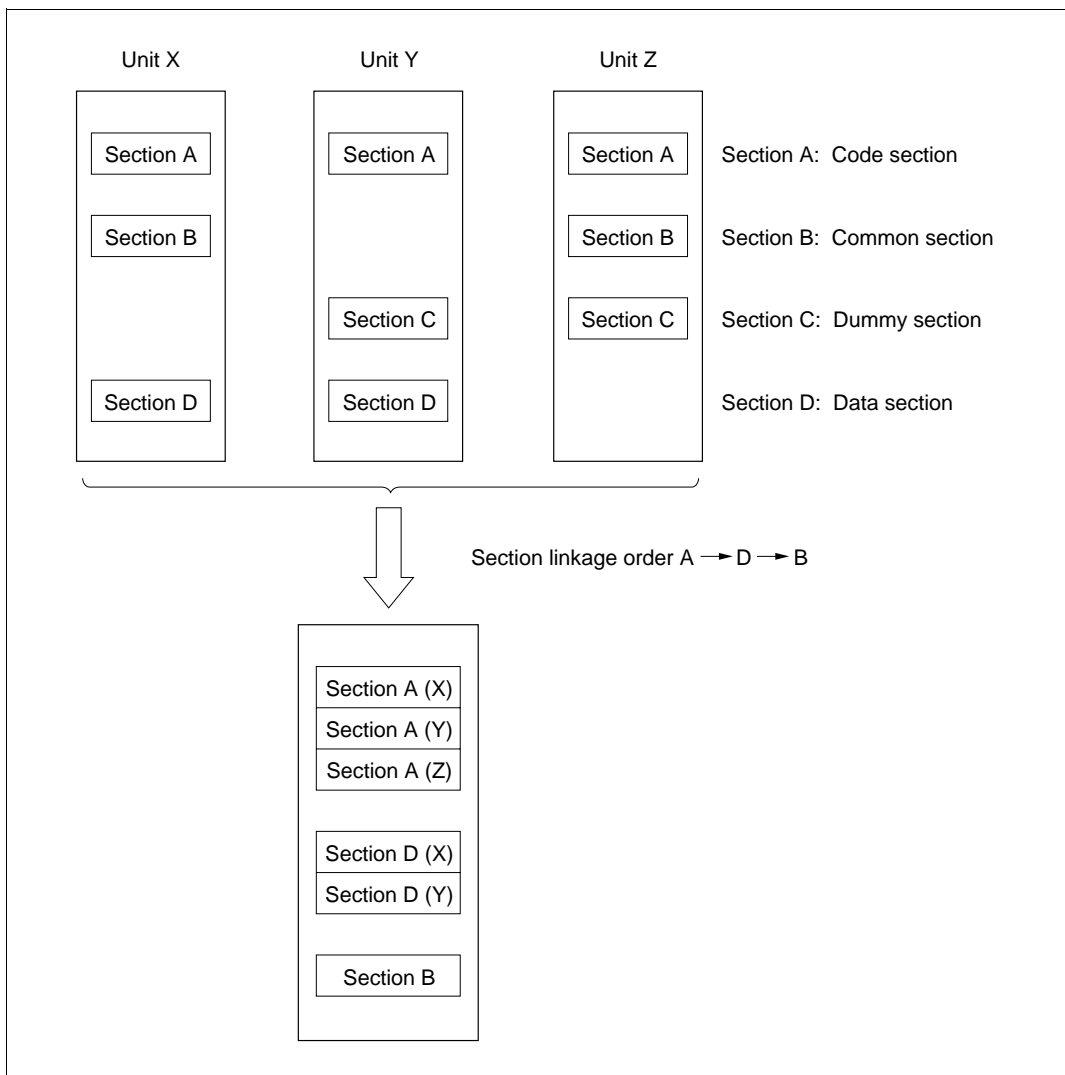 Unit X Unit Y Unit Z
Section A Section A Section A Section A: Code section
Section B Section B Section B: Common section
Section C Section C Section C: Dummy section
Section D Section D Section D: Data section
Section linkage order A → D → B
Section A (X)
Section A (Y)
Section A (Z)
Section D (X)
Section D (Y)
Section B